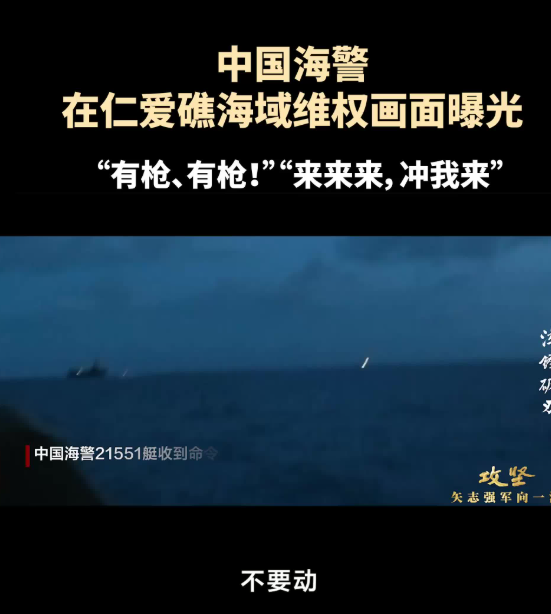 中国海警
在仁爱礁海域维权画面曝光
“有枪、有枪！”“来来来，冲我来”
中国海警21551艇收到命令
攻坚
矢志强军向一
不要动